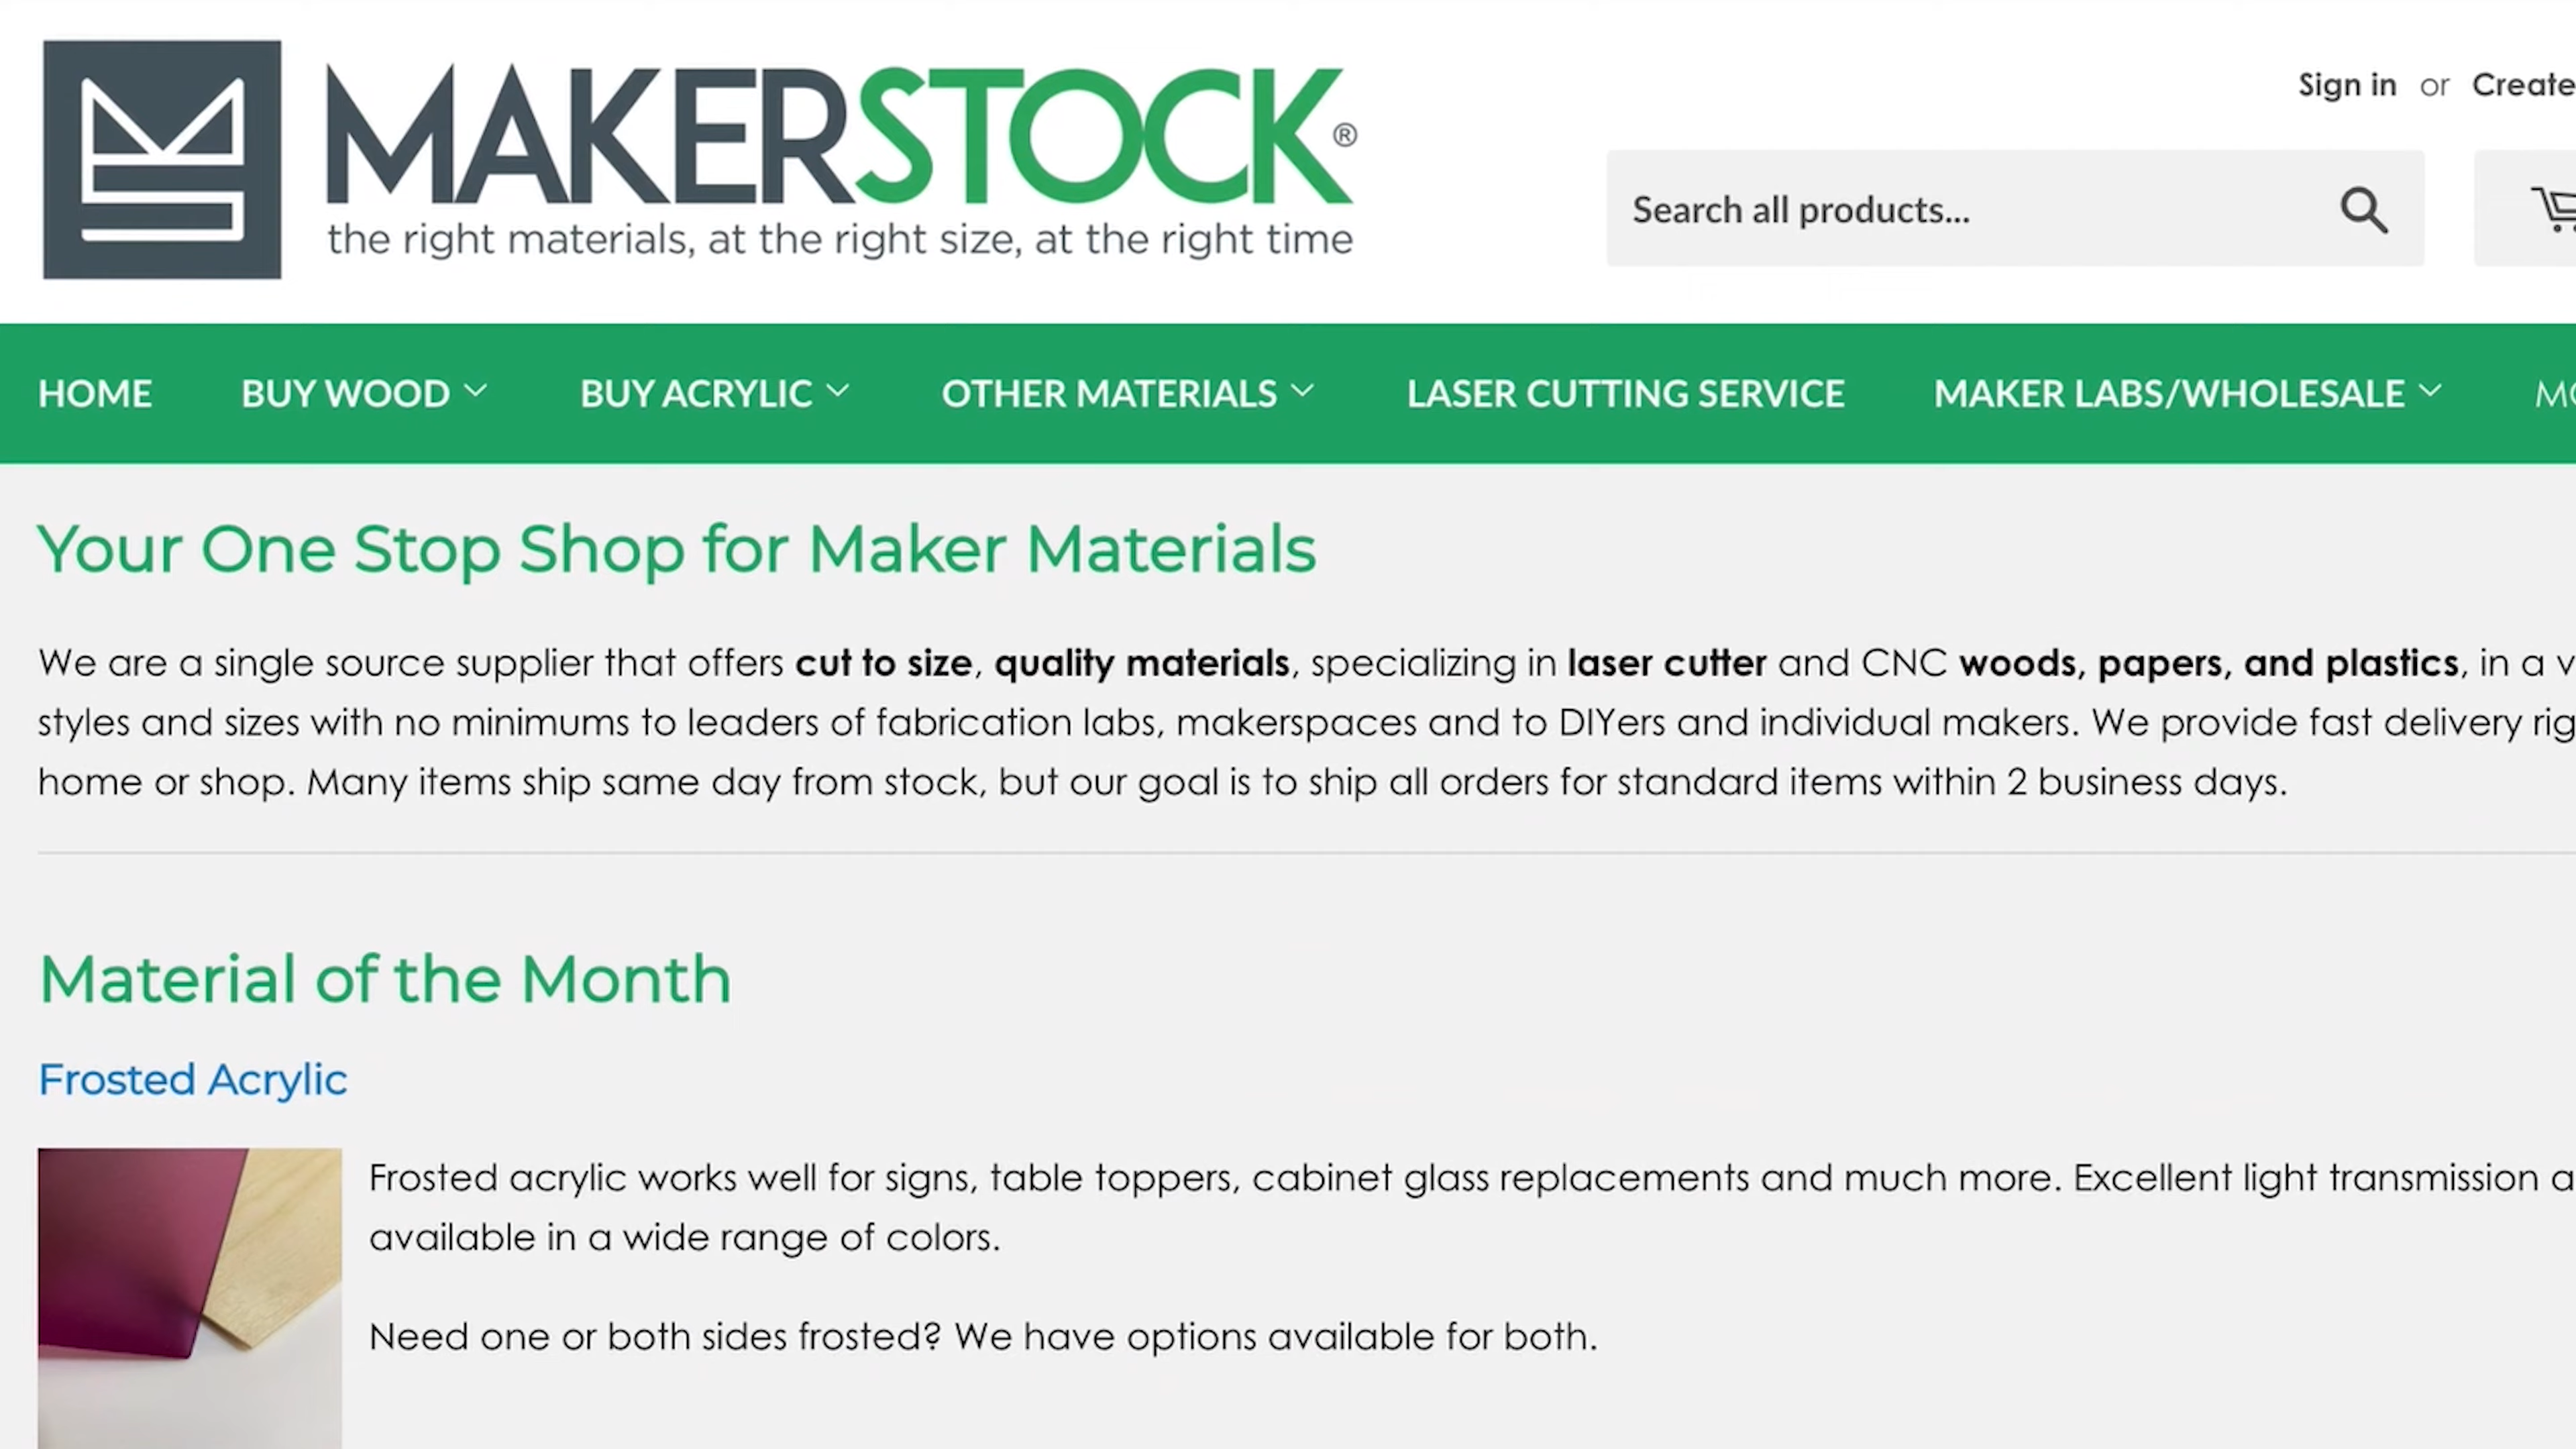 MAKERSTOCK®
the right materials, at the right size, at the right time
Sign in or Create
Search all products...
HOME BUY WOOD BUY ACRYLIC OTHER MATERIALS LASER CUTTING SERVICE MAKER LABS/WHOLESALE
Your One Stop Shop for Maker Materials
We are a single source supplier that offers cut to size, quality materials, specializing in laser cutter and CNC woods, papers, and plastics, in a
styles and sizes with no minimums to leaders of fabrication labs, makerspaces and to DIYers and individual makers. We provide fast delivery
home or shop. Many items ship same day from stock, but our goal is to ship all orders for standard items within 2 business days.
Material of the Month
Frosted Acrylic
Frosted acrylic works well for signs, table toppers, cabinet glass replacements and much more. Excellent light transmission
available in a wide range of colors.
Need one or both sides frosted? We have options available for both.